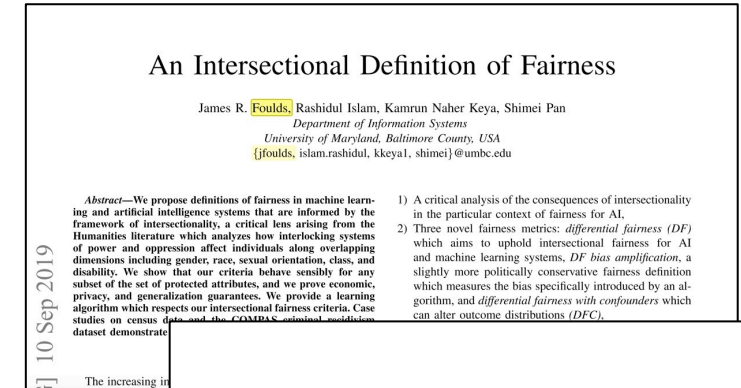 An Intersectional Definition of Fairness
James R. Foulds, Rashidul Islam, Kamrun Naher Keya, Shimei Pan
Department of Information Systems
University of Maryland, Baltimore County, USA
{jfoulds, islam.rashidul, kkeya1, shimei}@umbc.edu
Abstract—We propose definitions of fairness in machine learn-
ing and artificial intelligence systems that are informed by the
framework of intersectionality, a critical lens arising from the
Humanities literature which analyzes how interlocking systems
of power and oppression affect individuals along overlapping
dimensions including gender, race, sexual orientation, class, and
disability. We show that our criteria behave sensibly for any
subset of the set of protected attributes, and we prove economic,
privacy, and generalization guarantees. We provide a learning
algorithm which respects our intersectional fairness criteria. Case
studies on census data and the COMPAS criminal recidivism
dataset demonstrate
The increasing in
1) A critical analysis of the consequences of intersectionality
in the particular context of fairness for AI,
2) Three novel fairness metrics: differential fairness (DF)
which aims to uphold intersectional fairness for AI
and machine learning systems, DF bias amplification, a
slightly more politically conservative fairness definition
which measures the bias specifically introduced by an al-
gorithm, and differential fairness with confounders which
can alter outcome distributions (DFC),
] 10 Sep 2019